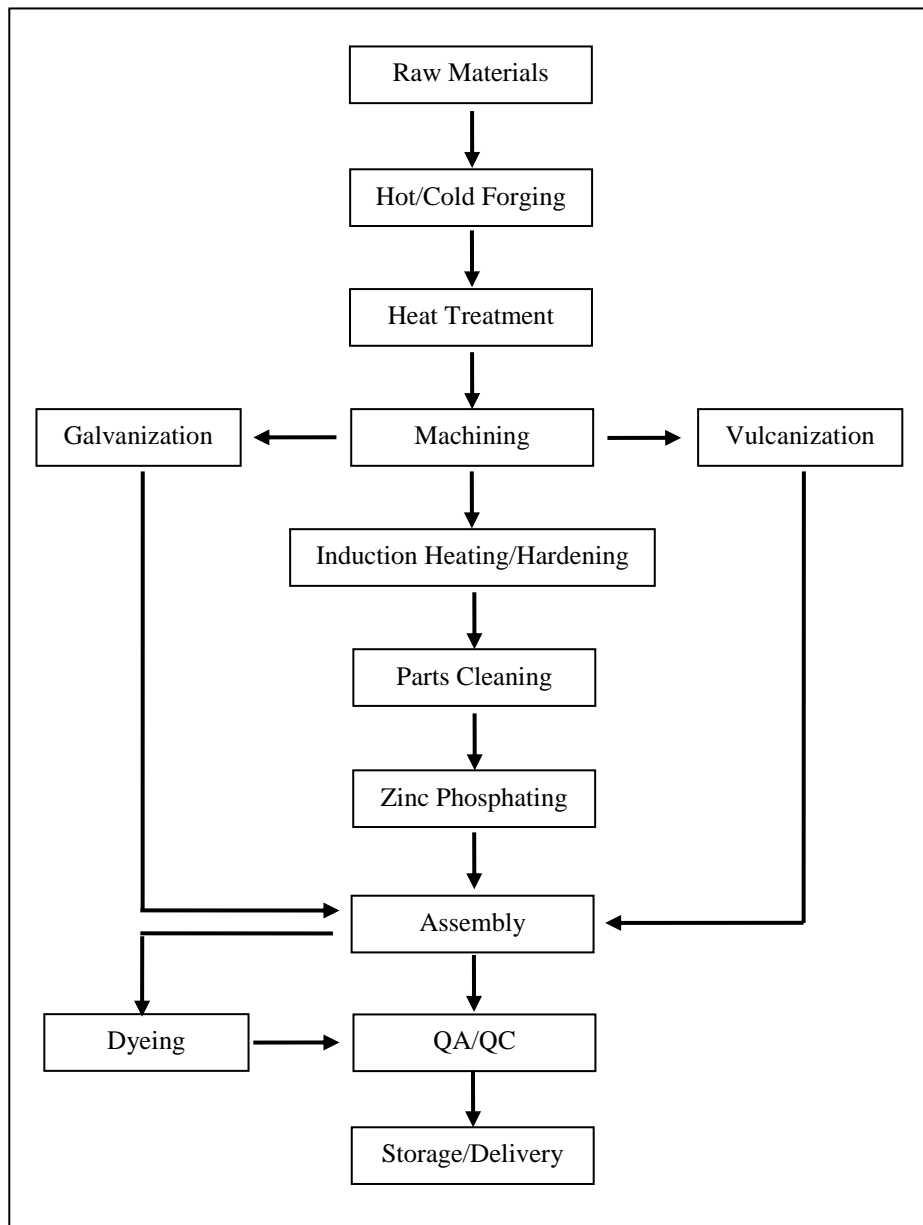 Raw Materials
Hot/Cold Forging
Heat Treatment
Galvanization
Machining
Vulcanization
Induction Heating/Hardening
Parts Cleaning
Zinc Phosphating
Assembly
Dyeing
QA/QC
Storage/Delivery